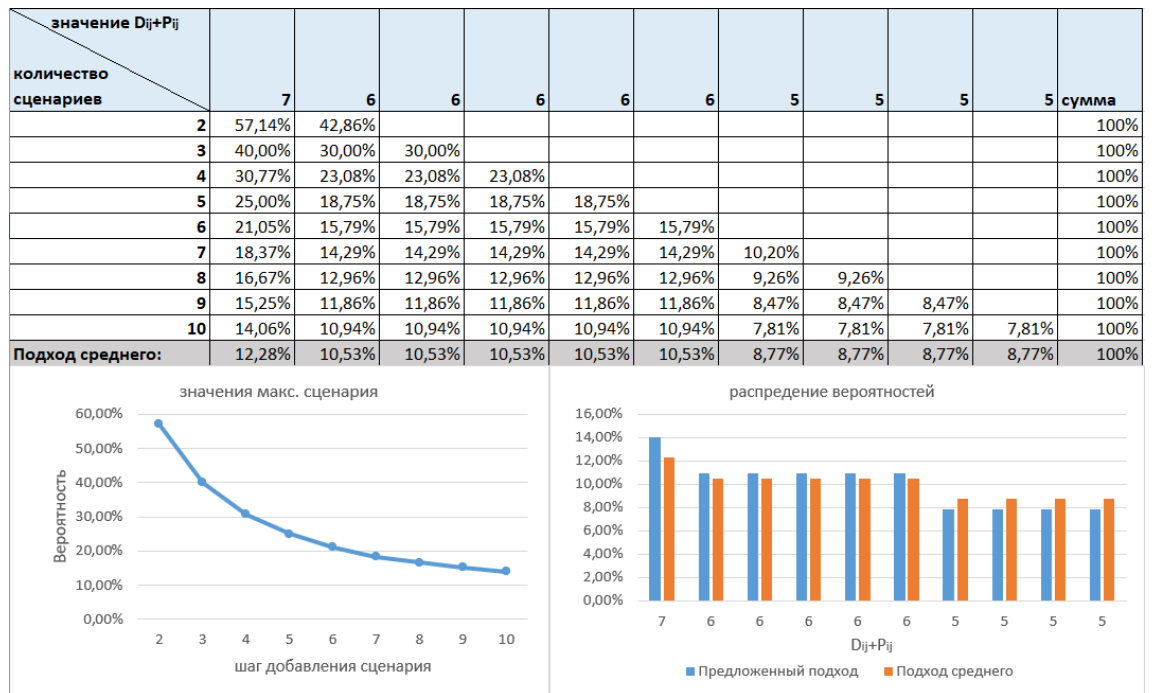 значение Dij+Pij
количество
сценариев 7 6 6 6 6 6 5 5 5 5 сумма
2 57,14% 42,86% 100%
3 40,00% 30,00% 30,00% 100%
4 30,77% 23,08% 23,08% 23,08% 100%
5 25,00% 18,75% 18,75% 18,75% 18,75% 100%
6 21,05% 15,79% 15,79% 15,79% 15,79% 15,79% 100%
7 18,37% 14,29% 14,29% 14,29% 14,29% 14,29% 10,20% 100%
8 16,67% 12,96% 12,96% 12,96% 12,96% 12,96% 9,26% 9,26% 100%
9 15,25% 11,86% 11,86% 11,86% 11,86% 11,86% 8,47% 8,47% 8,47% 100%
10 14,06% 10,94% 10,94% 10,94% 10,94% 10,94% 7,81% 7,81% 7,81% 7,81% 100%
Подход среднего: 12,28% 10,53% 10,53% 10,53% 10,53% 10,53% 8,77% 8,77% 8,77% 8,77% 100%
значения макс. сценария
60,00%
50,00%
40,00%
30,00%
20,00%
10,00%
0,00%
Вероятность
2 3 4 5 6 7 8 9 10
шаг добавления сценария
распредение вероятностей
16,00%
14,00%
12,00%
10,00%
8,00%
6,00%
4,00%
2,00%
0,00%
7 6 6 6 6 6 5 5 5 5
Dij+Pij
Предложенный подход Подход среднего